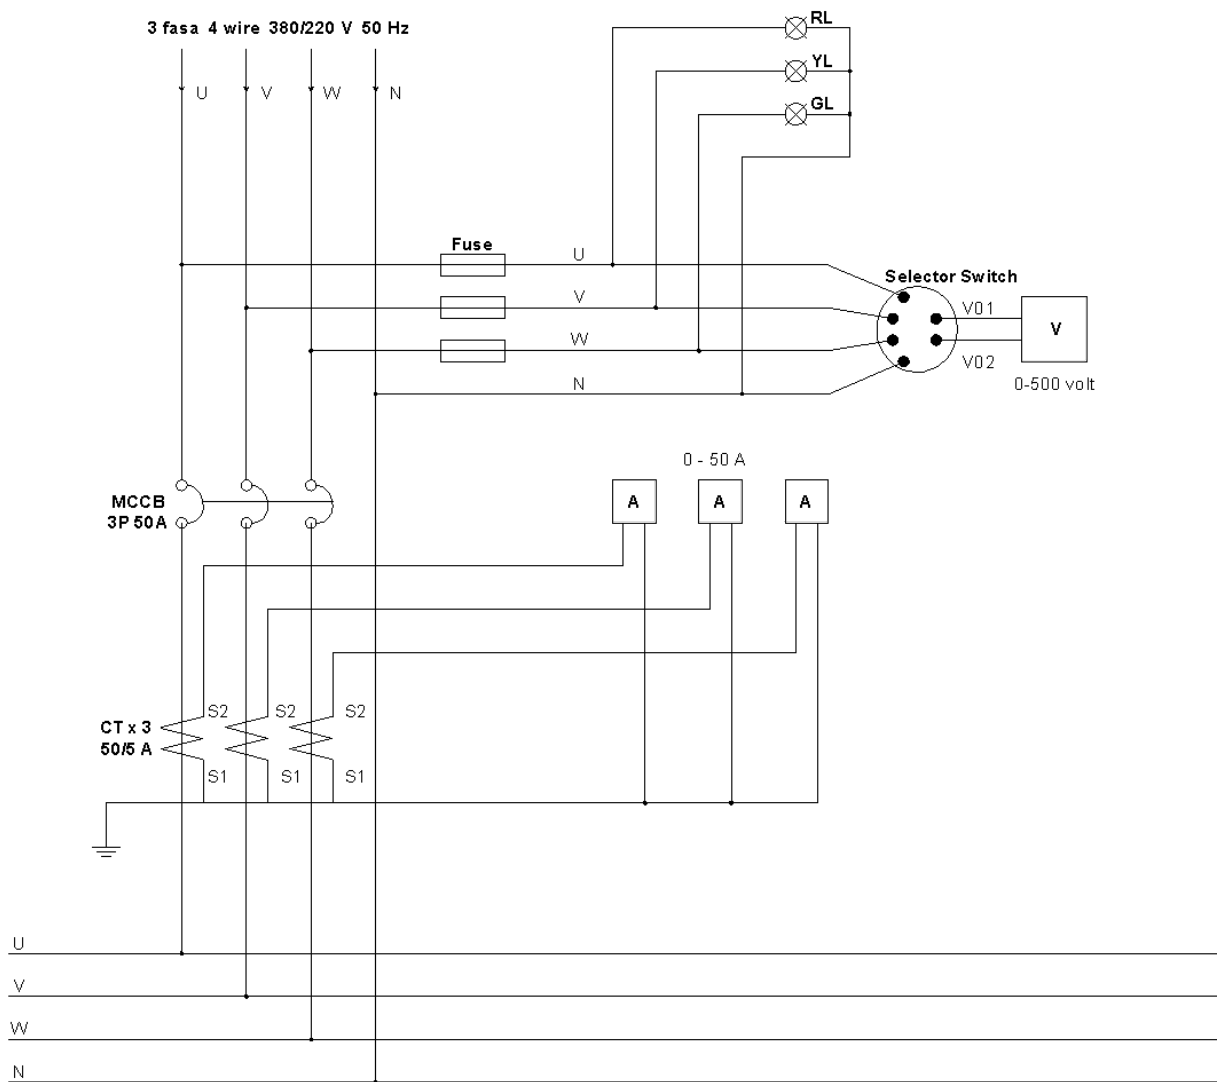 3 fasa 4 wire 380/220 V 50 Hz
RL
YL
GL
U V W N
Fuse
U
V
W
N
Selector Switch
V01
V02
V
0-500 volt
0 - 50 A
A A A
MCCB
3P 50A
S2 S2 S2
CT x 3
50/5 A
S1 S1 S1
U
V
W
N